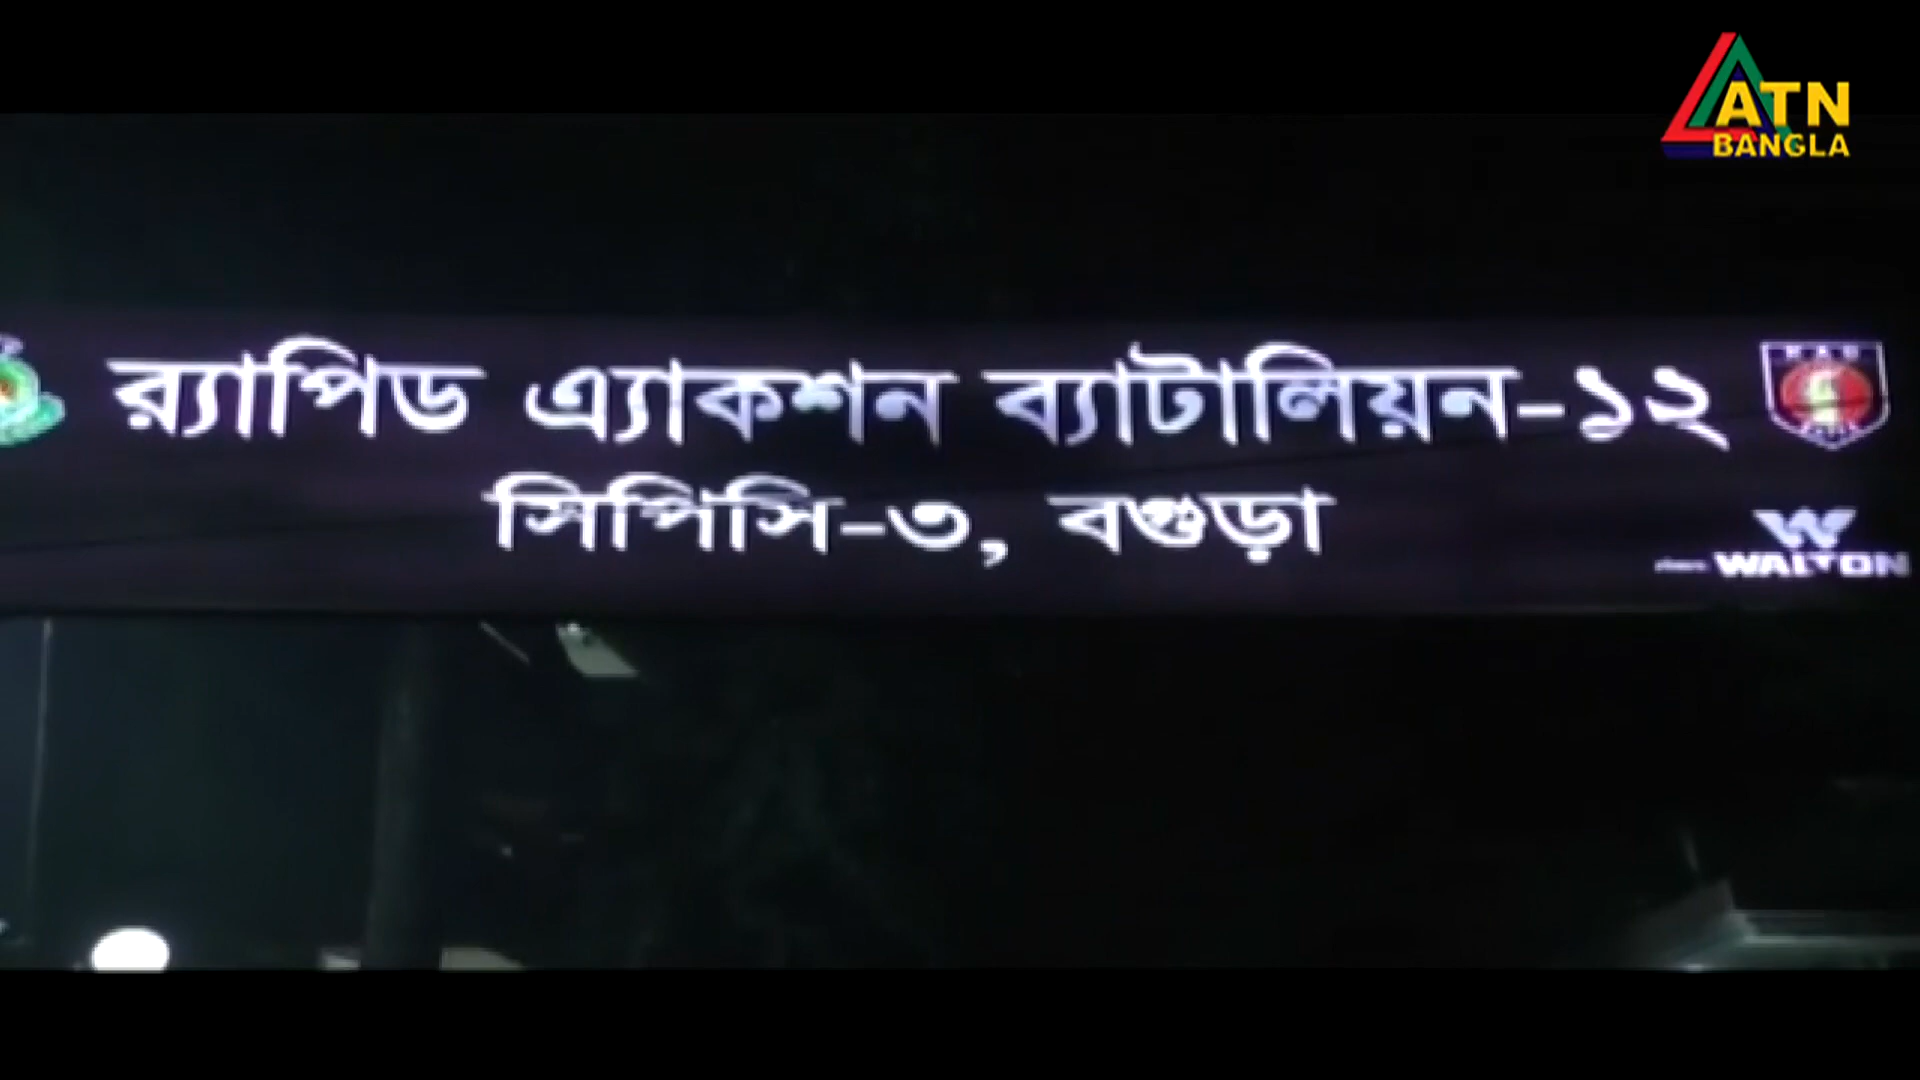 ATN
BANGLA
র‍্যাপিড এ্যাকশন ব্যাটালিয়ন-১২
সিপিসি-৩, বগুড়া
WALTON